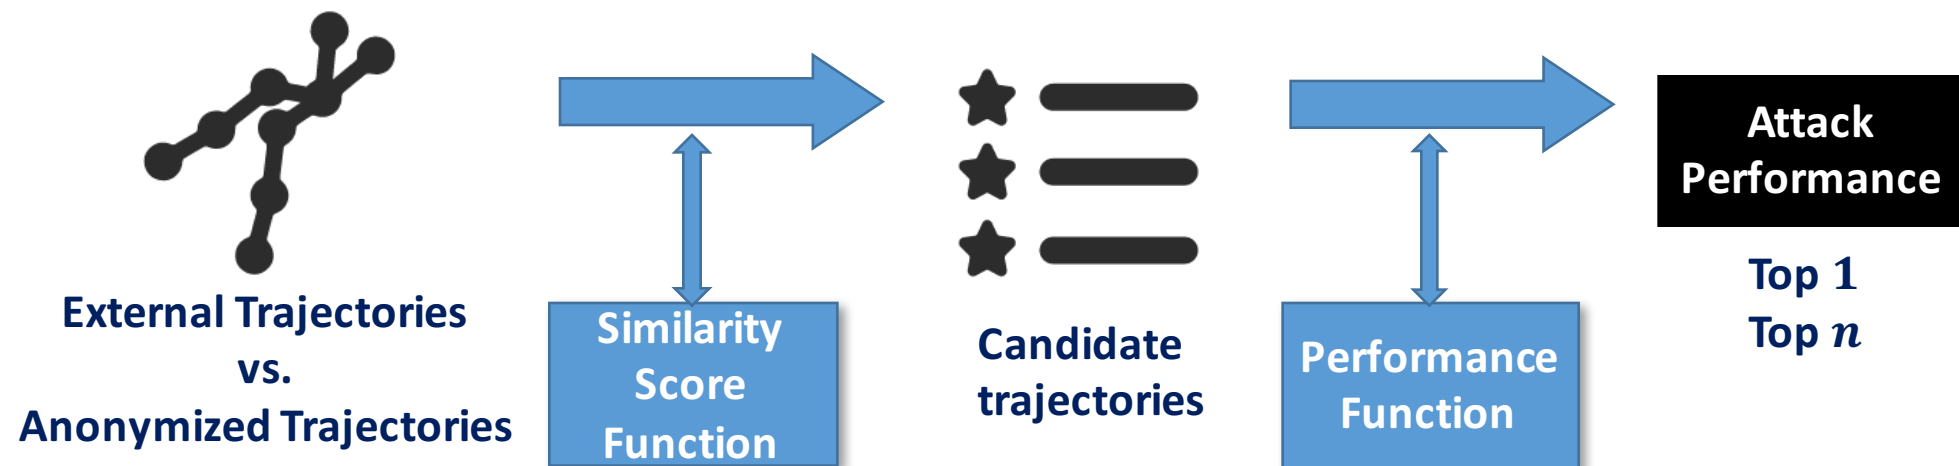 External Trajectories
vs.
Anonymized Trajectories
Similarity
Score
Function
Candidate
trajectories
Performance
Function
Attack
Performance
Top 1
Top n